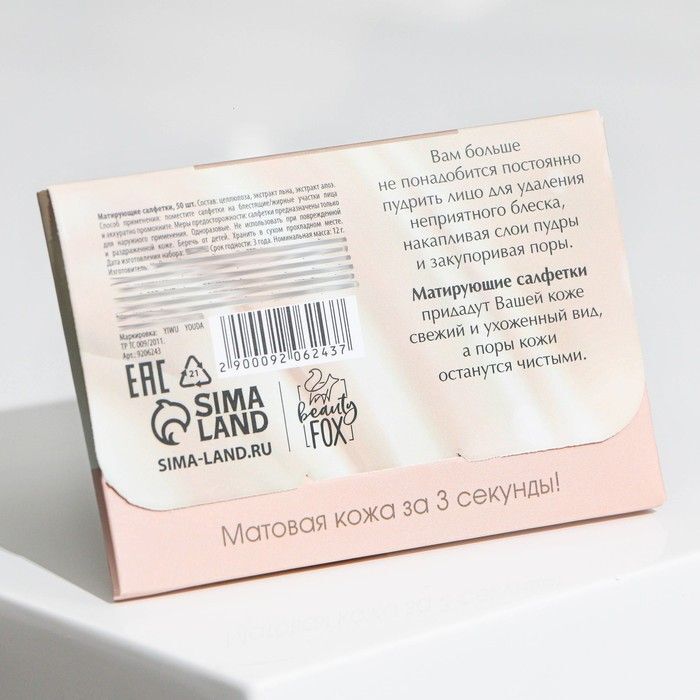 Матирующие салфетки, 50 шт. Состав: целлюлоза, экстракт льна, экстракт алоэ.
Способ применения: поместите салфетки на блестящие/жирные участки лица
и аккуратно промокните. Меры предосторожности: салфетки предназначены только
для наружного применения. Одноразовые. Не использовать при поврежденной
и раздраженной коже. Беречь от детей. Хранить в сухом прохладном месте.
Дата изготовления набора: Срок годности: 3 года. Номинальная масса: 12 г.
Изготовитель:
Маркировка: YIWU YOUDA
ТР ТС 009/2011.
Арт.: 9206243
2 900092 062437
EAC
21
SIMA
LAND
SIMA-LAND.RU
beauty
FOX
Вам больше
не понадобится постоянно
пудрить лицо для удаления
неприятного блеска,
накапливая слои пудры
и закупоривая поры.
Матирующие салфетки
придадут Вашей коже
свежий и ухоженный вид,
а поры кожи
останутся чистыми.
Матовая кожа за 3 секунды!